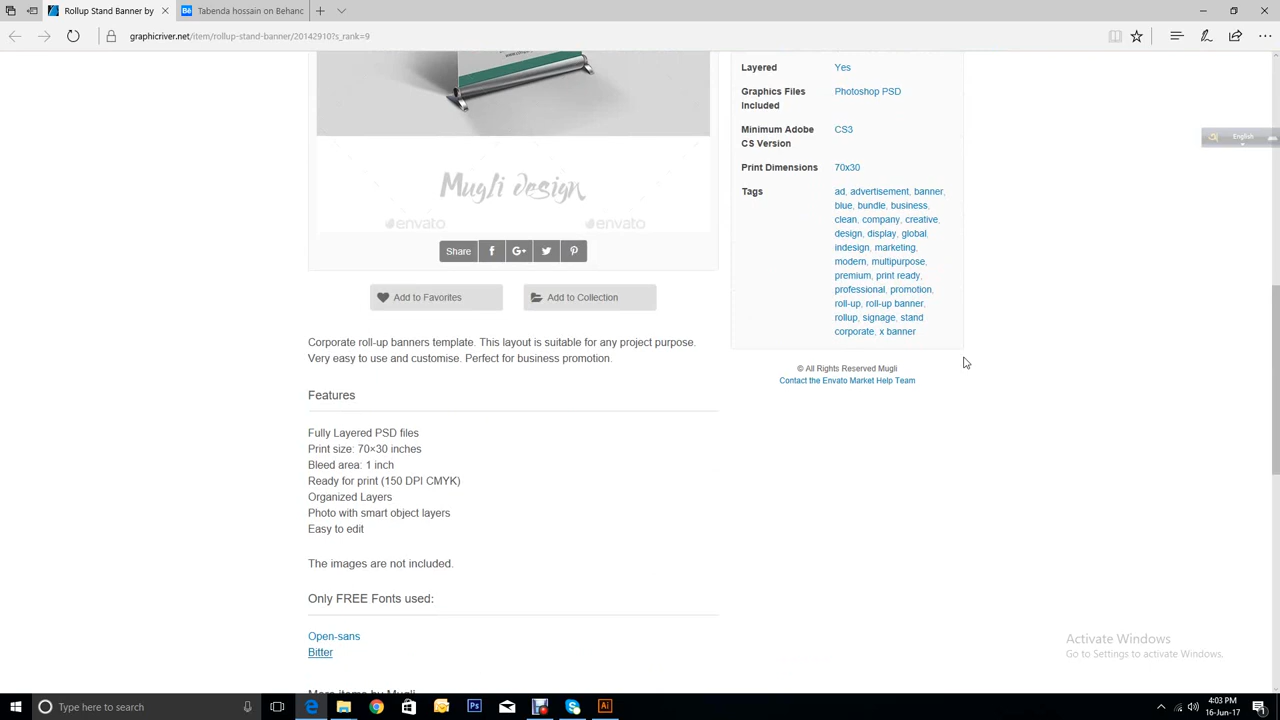 Rollup Stand Banner by
Tabenda hossain on Behanc
graphicriver.net/item/rollup-stand-banner/20142910?s_rank=9
Layered Yes
Graphics Files Included Photoshop PSD
Minimum Adobe CS Version CS3
Print Dimensions 70x30
Tags ad, advertisement, banner,
blue, bundle, business,
clean, company, creative,
design, display, global,
indesign, marketing,
modern, multipurpose,
premium, print ready,
professional, promotion,
roll-up, roll-up banner,
rollup, signage, stand
corporate, x banner
© All Rights Reserved Mugli
Contact the Envato Market Help Team
English
Mugli design
envato envato
Share
Add to Favorites
Add to Collection
Corporate roll-up banners template. This layout is suitable for any project purpose.
Very easy to use and customise. Perfect for business promotion.
Features
Fully Layered PSD files
Print size: 70×30 inches
Bleed area: 1 inch
Ready for print (150 DPI CMYK)
Organized Layers
Photo with smart object layers
Easy to edit
The images are not included.
Only FREE Fonts used:
Open-sans
Bitter
More items by Mugli
Activate Windows
Go to Settings to activate Windows.
Type here to search
4:03 PM
16-Jun-17